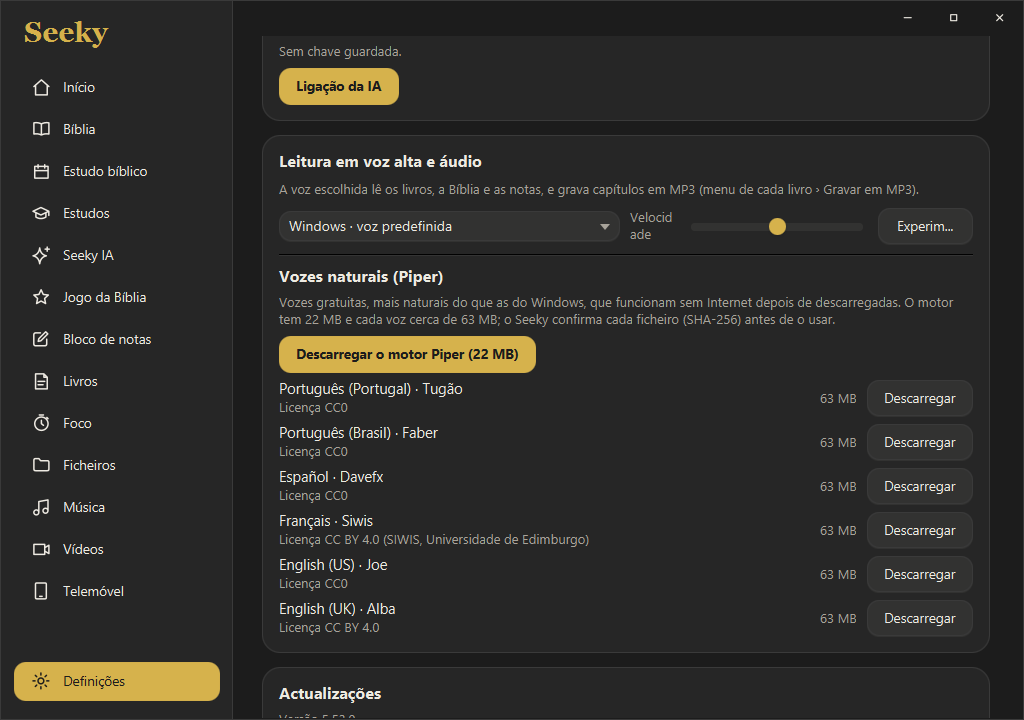 Seeky
Início
Bíblia
Estudo bíblico
Estudos
Seeky IA
Jogo da Bíblia
Bloco de notas
Livros
Foco
Ficheiros
Música
Vídeos
Telemóvel
Definições
Sem chave guardada.
Ligação da IA
Leitura em voz alta e áudio
A voz escolhida lê os livros, a Bíblia e as notas, e grava capítulos em MP3 (menu de cada livro › Gravar em MP3).
Windows · voz predefinida
Velocid
ade
Experim...
Vozes naturais (Piper)
Vozes gratuitas, mais naturais do que as do Windows, que funcionam sem Internet depois de descarregadas. O motor
tem 22 MB e cada voz cerca de 63 MB; o Seeky confirma cada ficheiro (SHA-256) antes de o usar.
Descarregar o motor Piper (22 MB)
Português (Portugal) · Tugão
Licença CC0
63 MB
Descarregar
Português (Brasil) · Faber
Licença CC0
63 MB
Descarregar
Español · Davefx
Licença CC0
63 MB
Descarregar
Français · Siwis
Licença CC BY 4.0 (SIWIS, Universidade de Edimburgo)
63 MB
Descarregar
English (US) · Joe
Licença CC0
63 MB
Descarregar
English (UK) · Alba
Licença CC BY 4.0
63 MB
Descarregar
Actualizações